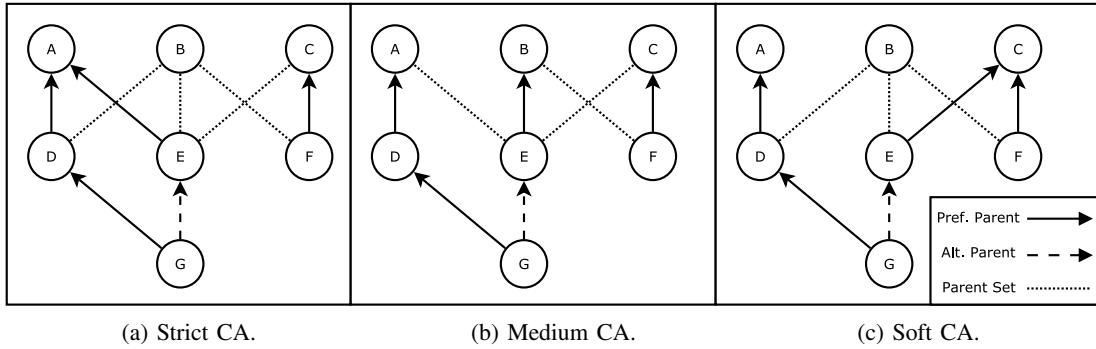 A B C
D E F
G
A B C
D E F
G
A B C
D E F
G
Pref. Parent
Alt. Parent
Parent Set
(a) Strict CA.
(b) Medium CA.
(c) Soft CA.